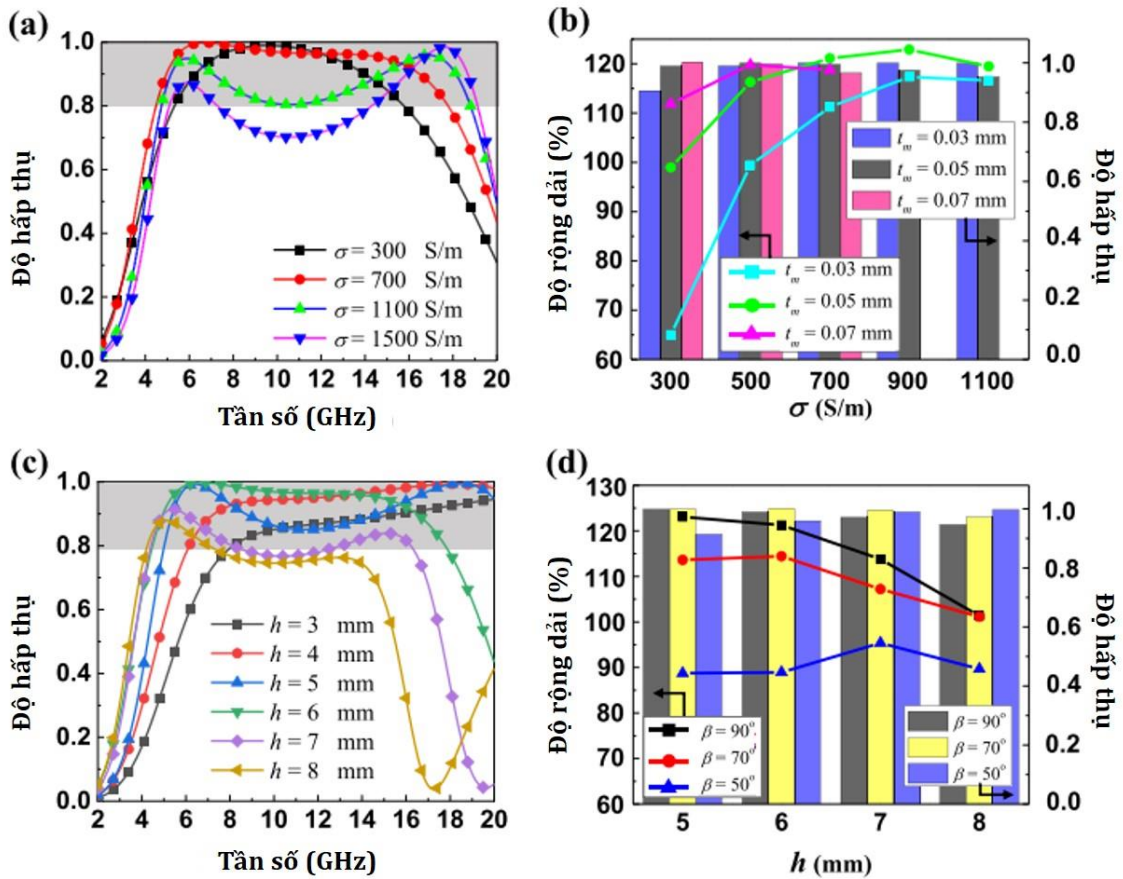 (a)
1.0
0.8
0.6
0.4
0.2
0.0
Độ hấp thụ
σ = 300 S/m
σ = 700 S/m
σ = 1100 S/m
σ = 1500 S/m
2 4 6 8 10 12 14 16 18 20
Tần số (GHz)
(b)
120
110
100
90
80
70
60
Độ rộng dải (%)
1.0
0.8
0.6
0.4
0.2
0.0
Độ hấp thụ
t_m = 0.03 mm
t_m = 0.05 mm
t_m = 0.07 mm
t_m = 0.03 mm
t_m = 0.05 mm
t_m = 0.07 mm
300 500 700 900 1100
σ (S/m)
(c)
1.0
0.8
0.6
0.4
0.2
0.0
Độ hấp thụ
h = 3 mm
h = 4 mm
h = 5 mm
h = 6 mm
h = 7 mm
h = 8 mm
2 4 6 8 10 12 14 16 18 20
Tần số (GHz)
(d)
130
120
110
100
90
80
70
60
Độ rộng dải (%)
1.0
0.8
0.6
0.4
0.2
0.0
Độ hấp thụ
β = 90°
β = 70°
β = 50°
β = 90°
β = 70°
β = 50°
5 6 7 8
h (mm)